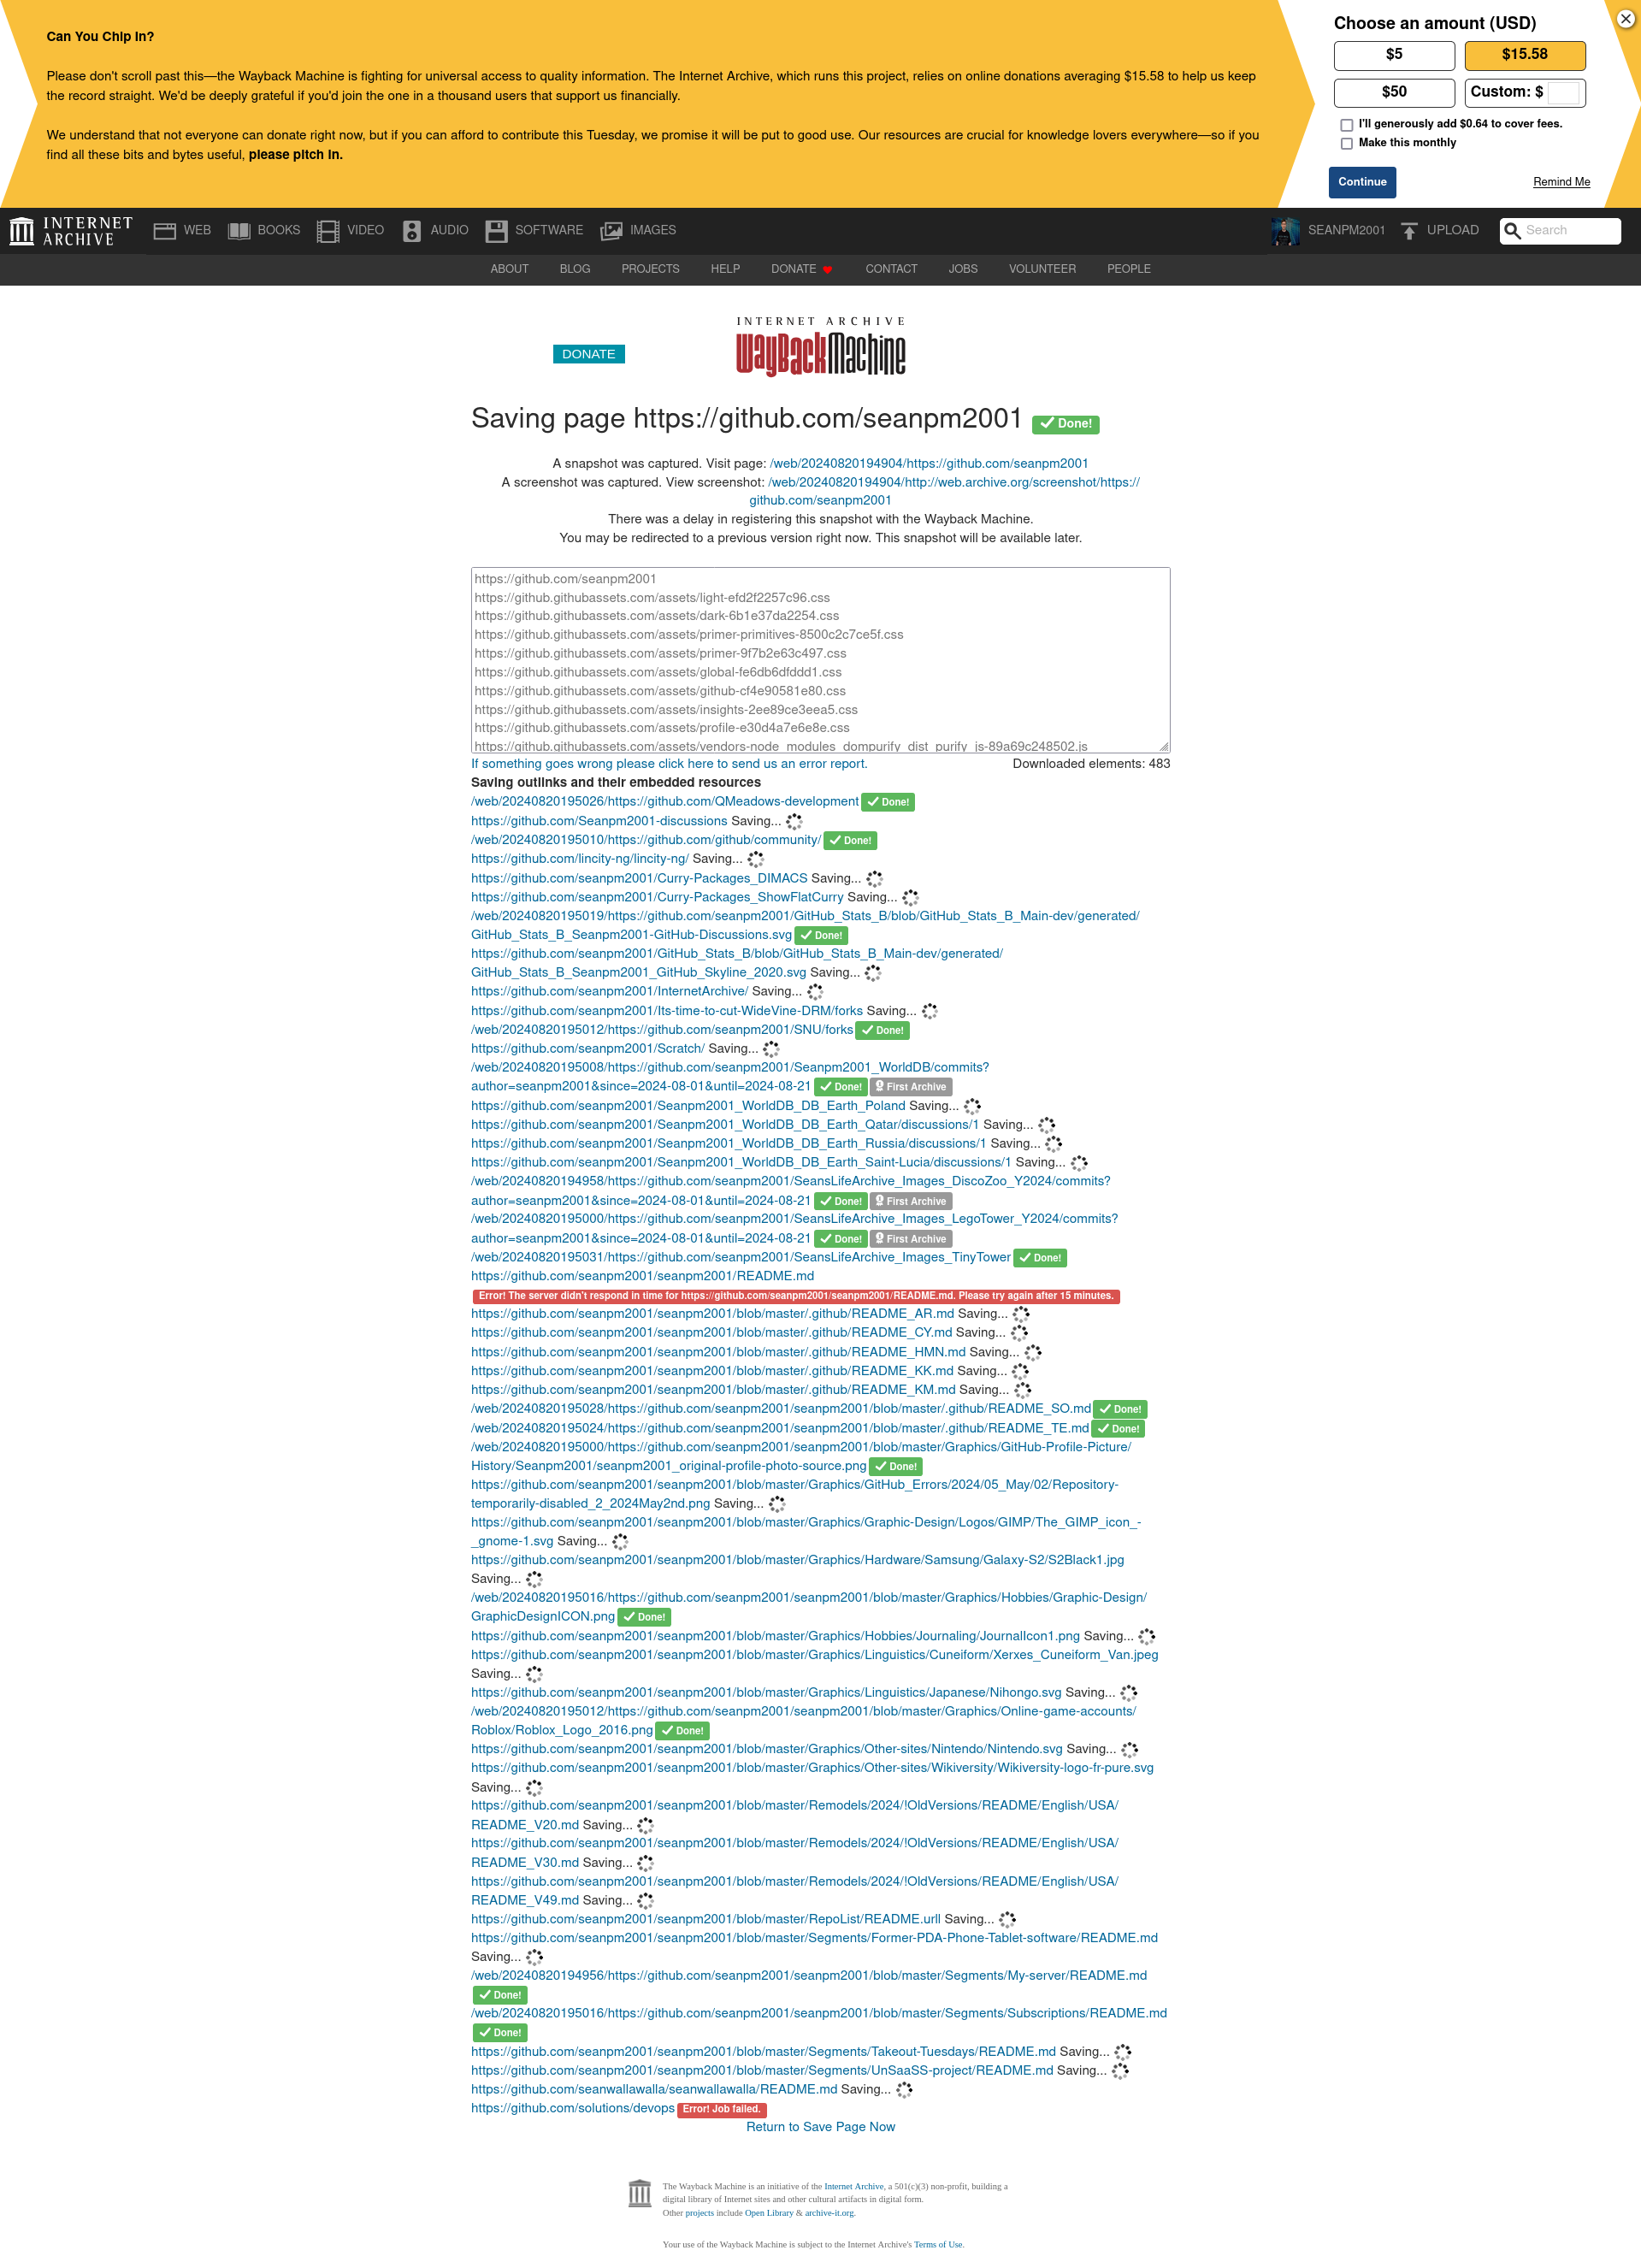 Can You Chip In?
Please don't scroll past this—the Wayback Machine is fighting for universal access to quality information. The Internet Archive, which runs this project, relies on online donations averaging $15.58 to help us keep
the record straight. We'd be deeply grateful if you'd join the one in a thousand users that support us financially.
We understand that not everyone can donate right now, but if you can afford to contribute this Tuesday, we promise it will be put to good use. Our resources are crucial for knowledge lovers everywhere—so if you
find all these bits and bytes useful, please pitch in.
Choose an amount (USD)
$5
$15.58
$50
Custom: $
I'll generously add $0.64 to cover fees.
Make this monthly
Continue
Remind Me
INTERNET
ARCHIVE
WEB BOOKS VIDEO AUDIO SOFTWARE IMAGES
SEANPM2001 UPLOAD Search
ABOUT BLOG PROJECTS HELP DONATE CONTACT JOBS VOLUNTEER PEOPLE
DONATE
INTERNET ARCHIVE
WayBackMachine
Saving page https://github.com/seanpm2001 Done!
A snapshot was captured. Visit page: /web/20240820194904/https://github.com/seanpm2001
A screenshot was captured. View screenshot: /web/20240820194904/http://web.archive.org/screenshot/https://
github.com/seanpm2001
There was a delay in registering this snapshot with the Wayback Machine.
You may be redirected to a previous version right now. This snapshot will be available later.
https://github.com/seanpm2001
https://github.githubassets.com/assets/light-efd2f2257c96.css
https://github.githubassets.com/assets/dark-6b1e37da2254.css
https://github.githubassets.com/assets/primer-primitives-8500c2c7ce5f.css
https://github.githubassets.com/assets/primer-9f7b2e63c497.css
https://github.githubassets.com/assets/global-fe6db6dfddd1.css
https://github.githubassets.com/assets/github-cf4e90581e80.css
https://github.githubassets.com/assets/insights-2ee89ce3eea5.css
https://github.githubassets.com/assets/profile-e30d4a7e6e8e.css
https://github.githubassets.com/assets/vendors-node_modules_dompurify_dist_purify_js-89a69c248502.js
If something goes wrong please click here to send us an error report. Downloaded elements: 483
Saving outlinks and their embedded resources
/web/20240820195026/https://github.com/QMeadows-development Done!
https://github.com/Seanpm2001-discussions Saving...
/web/20240820195010/https://github.com/github/community/ Done!
https://github.com/lincity-ng/lincity-ng/ Saving...
https://github.com/seanpm2001/Curry-Packages_DIMACS Saving...
https://github.com/seanpm2001/Curry-Packages_ShowFlatCurry Saving...
/web/20240820195019/https://github.com/seanpm2001/GitHub_Stats_B/blob/GitHub_Stats_B_Main-dev/generated/
GitHub_Stats_B_Seanpm2001-GitHub-Discussions.svg Done!
https://github.com/seanpm2001/GitHub_Stats_B/blob/GitHub_Stats_B_Main-dev/generated/
GitHub_Stats_B_Seanpm2001_GitHub_Skyline_2020.svg Saving...
https://github.com/seanpm2001/InternetArchive/ Saving...
https://github.com/seanpm2001/Its-time-to-cut-WideVine-DRM/forks Saving...
/web/20240820195012/https://github.com/seanpm2001/SNU/forks Done!
https://github.com/seanpm2001/Scratch/ Saving...
/web/20240820195008/https://github.com/seanpm2001/Seanpm2001_WorldDB/commits?
author=seanpm2001&since=2024-08-01&until=2024-08-21 Done! First Archive
https://github.com/seanpm2001/Seanpm2001_WorldDB_DB_Earth_Poland Saving...
https://github.com/seanpm2001/Seanpm2001_WorldDB_DB_Earth_Qatar/discussions/1 Saving...
https://github.com/seanpm2001/Seanpm2001_WorldDB_DB_Earth_Russia/discussions/1 Saving...
https://github.com/seanpm2001/Seanpm2001_WorldDB_DB_Earth_Saint-Lucia/discussions/1 Saving...
/web/20240820194958/https://github.com/seanpm2001/SeansLifeArchive_Images_DiscoZoo_Y2024/commits?
author=seanpm2001&since=2024-08-01&until=2024-08-21 Done! First Archive
/web/20240820195000/https://github.com/seanpm2001/SeansLifeArchive_Images_LegoTower_Y2024/commits?
author=seanpm2001&since=2024-08-01&until=2024-08-21 Done! First Archive
/web/20240820195031/https://github.com/seanpm2001/SeansLifeArchive_Images_TinyTower Done!
https://github.com/seanpm2001/seanpm2001/README.md
Error! The server didn't respond in time for https://github.com/seanpm2001/seanpm2001/README.md. Please try again after 15 minutes.
https://github.com/seanpm2001/seanpm2001/blob/master/.github/README_AR.md Saving...
https://github.com/seanpm2001/seanpm2001/blob/master/.github/README_CY.md Saving...
https://github.com/seanpm2001/seanpm2001/blob/master/.github/README_HMN.md Saving...
https://github.com/seanpm2001/seanpm2001/blob/master/.github/README_KK.md Saving...
https://github.com/seanpm2001/seanpm2001/blob/master/.github/README_KM.md Saving...
/web/20240820195028/https://github.com/seanpm2001/seanpm2001/blob/master/.github/README_SO.md Done!
/web/20240820195024/https://github.com/seanpm2001/seanpm2001/blob/master/.github/README_TE.md Done!
/web/20240820195000/https://github.com/seanpm2001/seanpm2001/blob/master/Graphics/GitHub-Profile-Picture/
History/Seanpm2001/seanpm2001_original-profile-photo-source.png Done!
https://github.com/seanpm2001/seanpm2001/blob/master/Graphics/GitHub_Errors/2024/05_May/02/Repository-
temporarily-disabled_2_2024May2nd.png Saving...
https://github.com/seanpm2001/seanpm2001/blob/master/Graphics/Graphic-Design/Logos/GIMP/The_GIMP_icon_-
_gnome-1.svg Saving...
https://github.com/seanpm2001/seanpm2001/blob/master/Graphics/Hardware/Samsung/Galaxy-S2/S2Black1.jpg
Saving...
/web/20240820195016/https://github.com/seanpm2001/seanpm2001/blob/master/Graphics/Hobbies/Graphic-Design/
GraphicDesignICON.png Done!
https://github.com/seanpm2001/seanpm2001/blob/master/Graphics/Hobbies/Journaling/JournalIcon1.png Saving...
https://github.com/seanpm2001/seanpm2001/blob/master/Graphics/Linguistics/Cuneiform/Xerxes_Cuneiform_Van.jpeg
Saving...
https://github.com/seanpm2001/seanpm2001/blob/master/Graphics/Linguistics/Japanese/Nihongo.svg Saving...
/web/20240820195012/https://github.com/seanpm2001/seanpm2001/blob/master/Graphics/Online-game-accounts/
Roblox/Roblox_Logo_2016.png Done!
https://github.com/seanpm2001/seanpm2001/blob/master/Graphics/Other-sites/Nintendo/Nintendo.svg Saving...
https://github.com/seanpm2001/seanpm2001/blob/master/Graphics/Other-sites/Wikiversity/Wikiversity-logo-fr-pure.svg
Saving...
https://github.com/seanpm2001/seanpm2001/blob/master/Remodels/2024/!OldVersions/README/English/USA/
README_V20.md Saving...
https://github.com/seanpm2001/seanpm2001/blob/master/Remodels/2024/!OldVersions/README/English/USA/
README_V30.md Saving...
https://github.com/seanpm2001/seanpm2001/blob/master/Remodels/2024/!OldVersions/README/English/USA/
README_V49.md Saving...
https://github.com/seanpm2001/seanpm2001/blob/master/RepoList/README.urll Saving...
https://github.com/seanpm2001/seanpm2001/blob/master/Segments/Former-PDA-Phone-Tablet-software/README.md
Saving...
/web/20240820194956/https://github.com/seanpm2001/seanpm2001/blob/master/Segments/My-server/README.md
Done!
/web/20240820195016/https://github.com/seanpm2001/seanpm2001/blob/master/Segments/Subscriptions/README.md
Done!
https://github.com/seanpm2001/seanpm2001/blob/master/Segments/Takeout-Tuesdays/README.md Saving...
https://github.com/seanpm2001/seanpm2001/blob/master/Segments/UnSaaSS-project/README.md Saving...
https://github.com/seanwallawalla/seanwallawalla/README.md Saving...
https://github.com/solutions/devops Error! Job failed.
Return to Save Page Now
The Wayback Machine is an initiative of the Internet Archive, a 501(c)(3) non-profit, building a
digital library of Internet sites and other cultural artifacts in digital form.
Other projects include Open Library & archive-it.org.
Your use of the Wayback Machine is subject to the Internet Archive's Terms of Use.